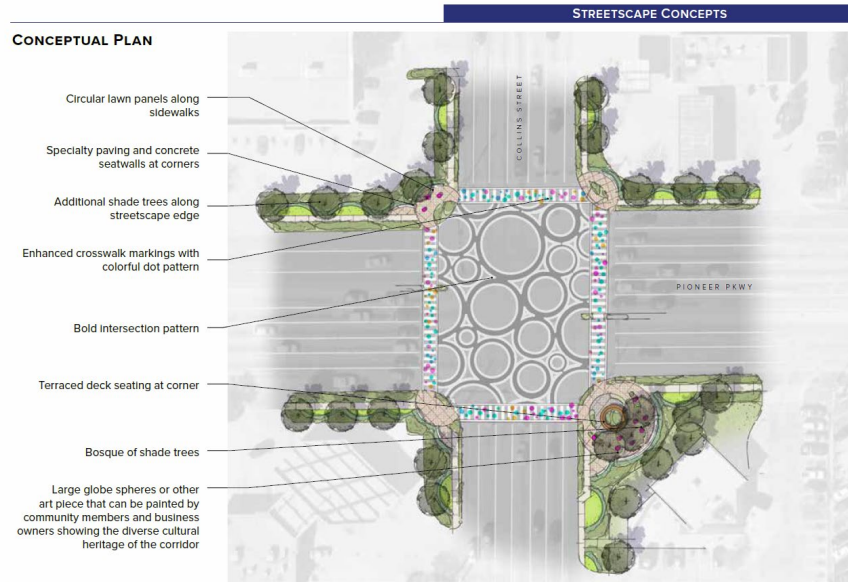 STREETSCAPE CONCEPTS
CONCEPTUAL PLAN
Circular lawn panels along
sidewalks
Specialty paving and concrete
seatwalls at corners
Additional shade trees along
streetscape edge
Enhanced crosswalk markings with
colorful dot pattern
Bold intersection pattern
Terraced deck seating at corner
Bosque of shade trees
Large globe spheres or other
art piece that can be painted by
community members and business
owners showing the diverse cultural
heritage of the corridor
COLLINS STREET
PIONEER PKWY